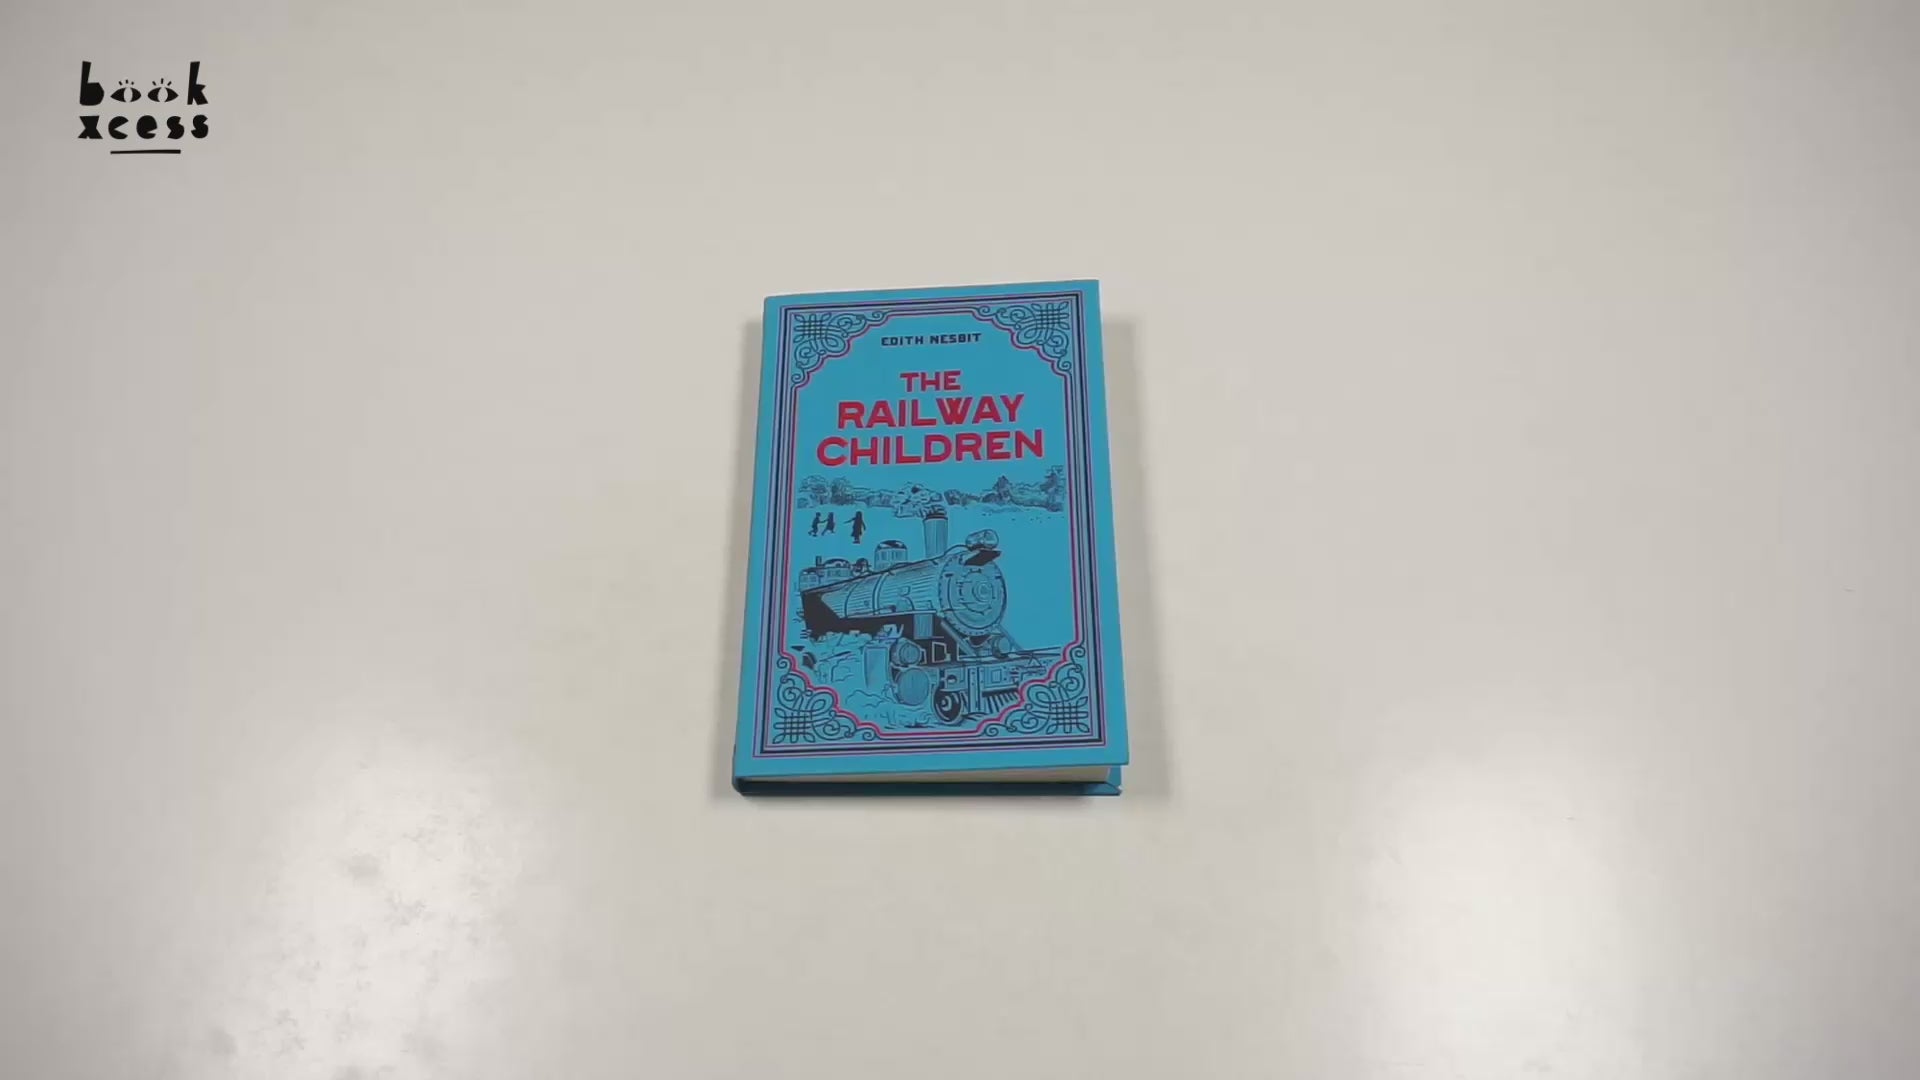 book
xcess
EDITH NESBIT
THE
RAILWAY
CHILDREN